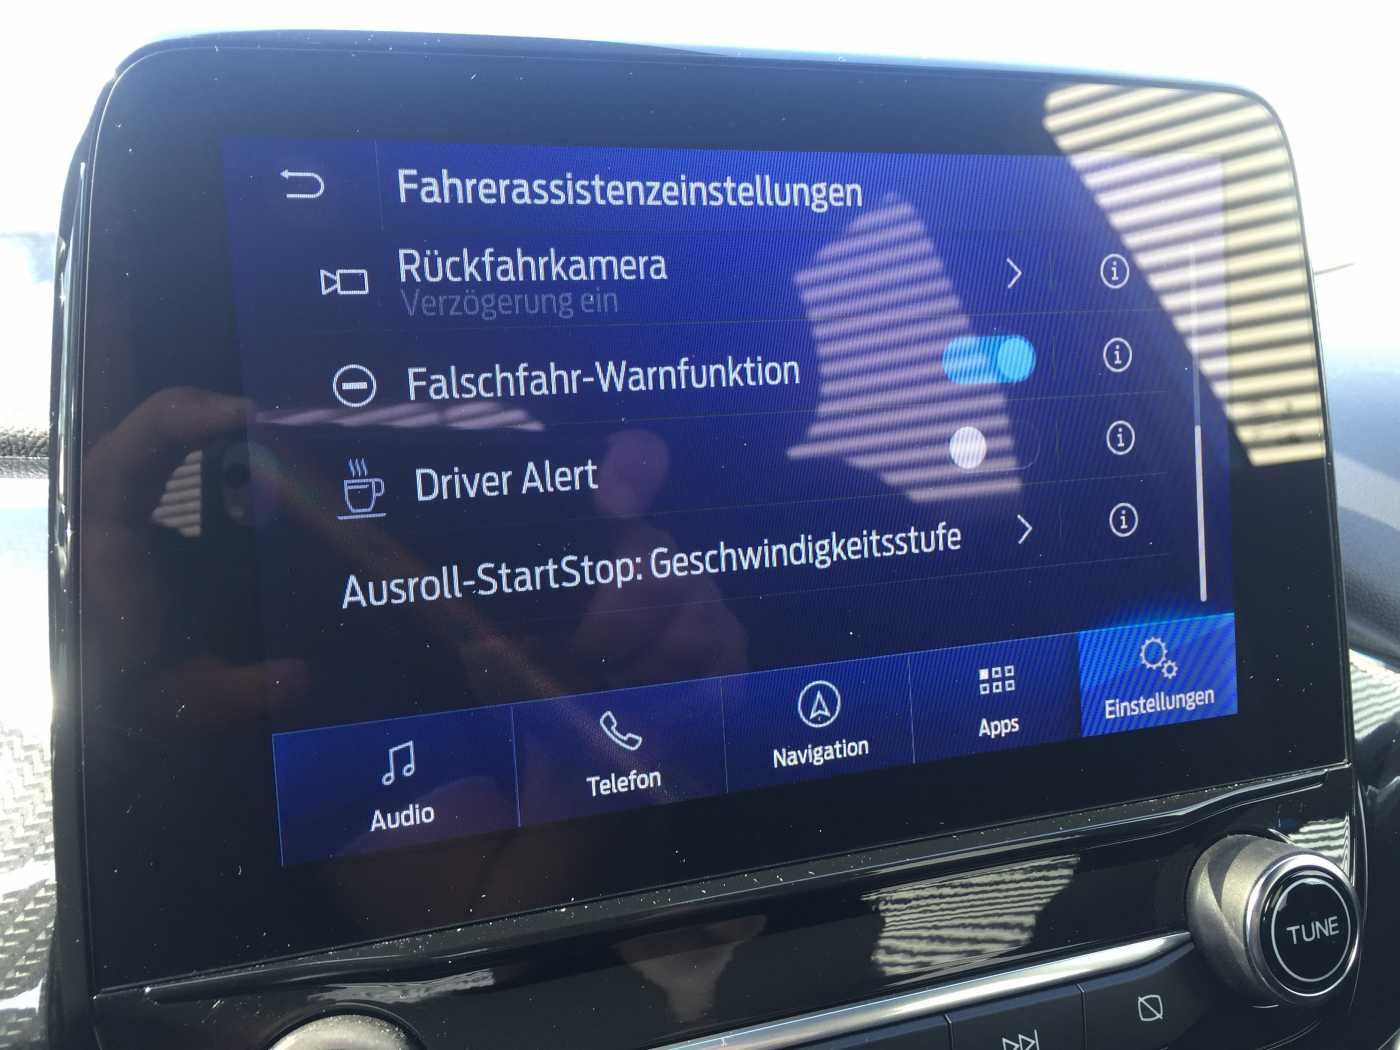 Fahrerassistenzeinstellungen
Rückfahrkamera
Verzögerung ein
Falschfahr-Warnfunktion
Driver Alert
Ausroll-StartStop: Geschwindigkeitsstufe
Audio
Telefon
Navigation
Apps
Einstellungen
TUNE